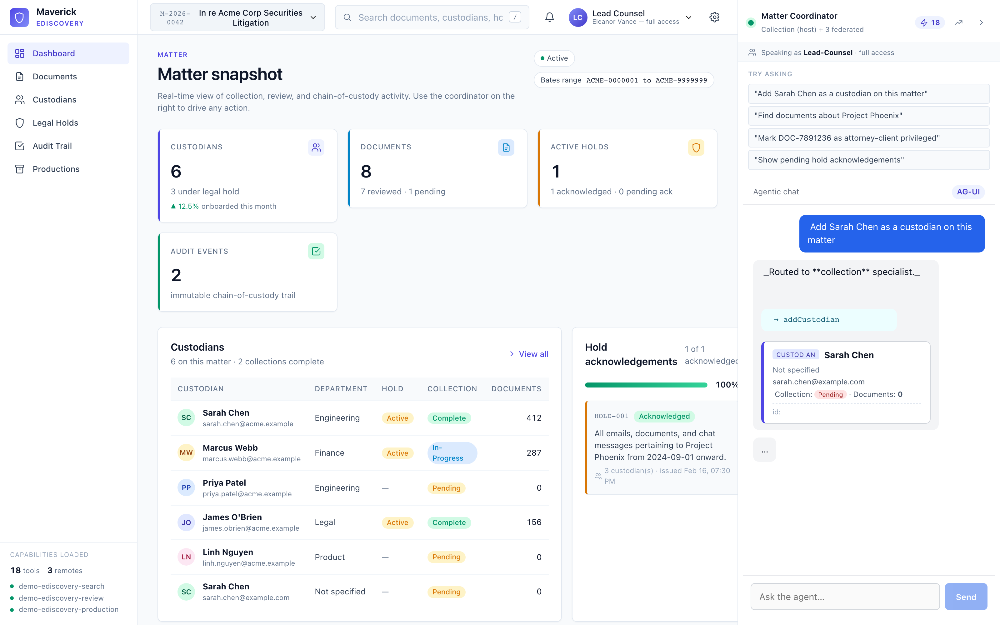 Maverick
EDISCOVERY
Dashboard
Documents
Custodians
Legal Holds
Audit Trail
Productions
CAPABILITIES LOADED
18 tools 3 remotes
demo-ediscovery-search
demo-ediscovery-review
demo-ediscovery-production
M-2026-
0042
In re Acme Corp Securities
Litigation
Search documents, custodians, ho
/
LC
Lead Counsel
Eleanor Vance — full access
MATTER
Matter snapshot
Real-time view of collection, review, and chain-of-custody activity. Use the coordinator on the
right to drive any action.
Active
Bates range ACME-0000001 to ACME-9999999
CUSTODIANS
6
3 under legal hold
▲ 12.5% onboarded this month
DOCUMENTS
8
7 reviewed · 1 pending
ACTIVE HOLDS
1
1 acknowledged · 0 pending ack
AUDIT EVENTS
2
immutable chain-of-custody trail
Custodians
6 on this matter · 2 collections complete
View all
CUSTODIAN DEPARTMENT HOLD COLLECTION DOCUMENTS
SC Sarah Chen Engineering Active Complete 412
sarah.chen@acme.example
MW Marcus Webb Finance Active In-Progress 287
marcus.webb@acme.example
PP Priya Patel Engineering — Pending 0
priya.patel@acme.example
JO James O'Brien Legal Active Complete 156
james.obrien@acme.example
LN Linh Nguyen Product — Pending 0
linh.nguyen@acme.example
SC Sarah Chen Not specified — Pending 0
sarah.chen@example.com
Hold
acknowledgements
1 of 1
acknowledged
100%
HOLD-001 Acknowledged
All emails, documents, and chat
messages pertaining to Project
Phoenix from 2024-09-01 onward.
3 custodian(s) · issued Feb 16, 07:30
PM
Matter Coordinator
Collection (host) + 3 federated
18
Speaking as Lead-Counsel · full access
TRY ASKING
"Add Sarah Chen as a custodian on this matter"
"Find documents about Project Phoenix"
"Mark DOC-7891236 as attorney-client privileged"
"Show pending hold acknowledgements"
Agentic chat
AG-UI
Add Sarah Chen as a custodian on this
matter
_Routed to **collection** specialist._
→ addCustodian
CUSTODIAN Sarah Chen
Not specified
sarah.chen@example.com
Collection: Pending · Documents: 0
id:
...
Ask the agent...
Send